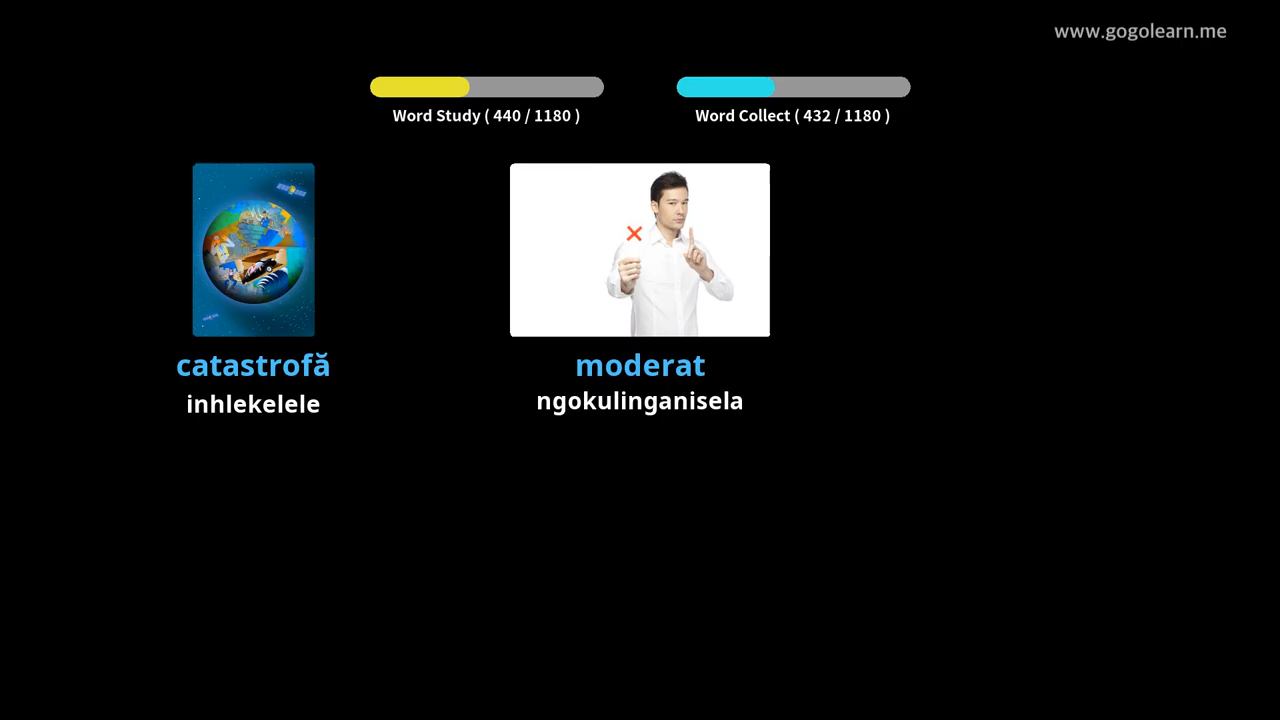 www.gogolearn.me
Word Study ( 440 / 1180 )
Word Collect ( 432 / 1180 )
catastrofă
inhlekelele
moderat
ngokulinganisela